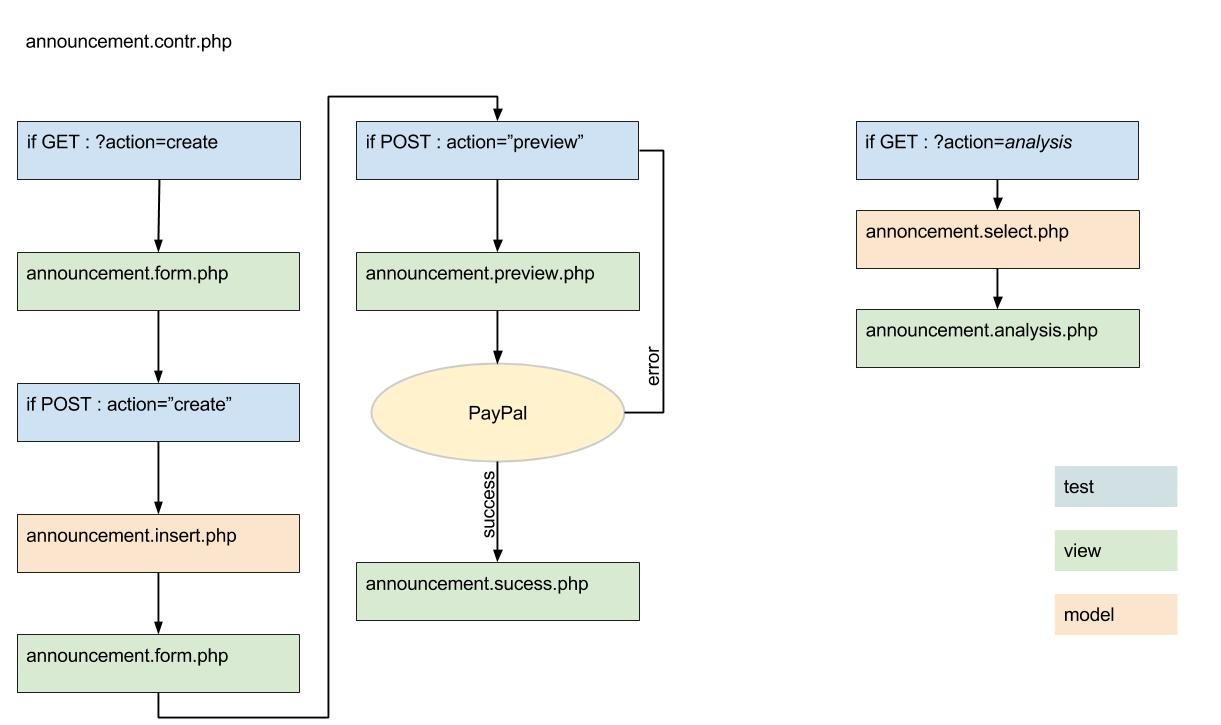 announcement.contr.php
if GET : ?action=create
announcement.form.php
if POST : action=”create”
announcement.insert.php
announcement.form.php
if POST : action=”preview”
announcement.preview.php
error
PayPal
success
announcement.sucess.php
if GET : ?action=analysis
annoncement.select.php
announcement.analysis.php
test
view
model